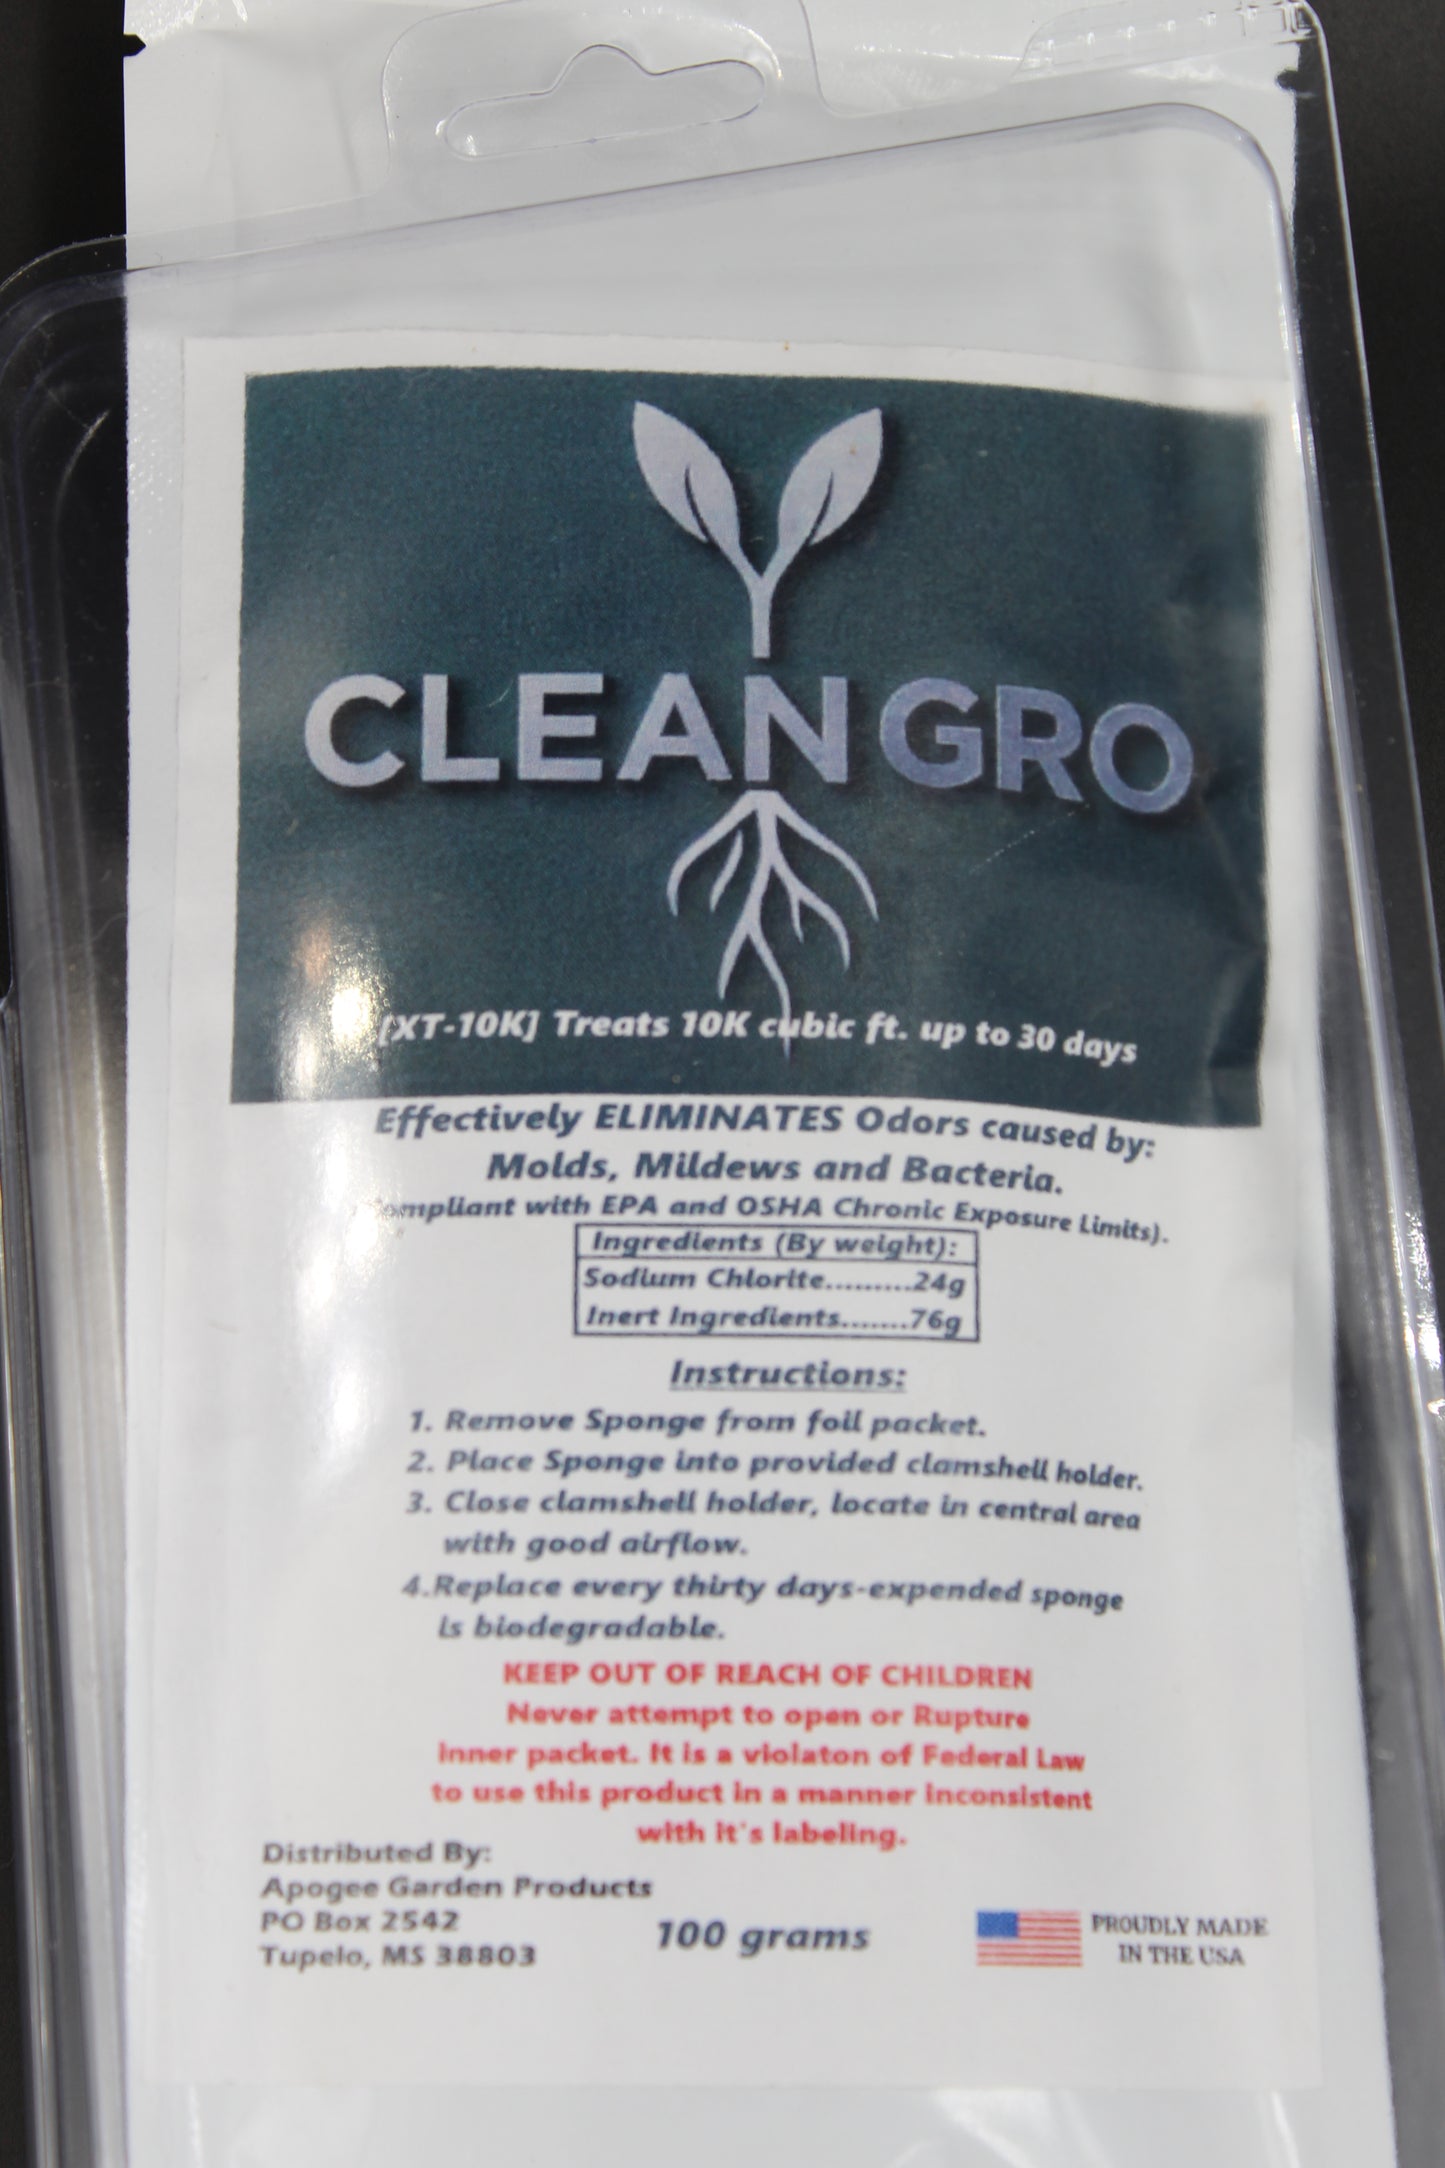 CLEAN GRO
[XT-10K] Treats 10K cubic ft. up to 30 days
Effectively ELIMINATES Odors caused by:
Molds, Mildews and Bacteria.
Compliant with EPA and OSHA Chronic Exposure Limits).
Ingredients (By weight):
Sodium Chlorite.........24g
Inert Ingredients.......76g
Instructions:
1. Remove Sponge from foil packet.
2. Place Sponge into provided clamshell holder.
3. Close clamshell holder, locate in central area
with good airflow.
4.Replace every thirty days-expended sponge
is biodegradable.
KEEP OUT OF REACH OF CHILDREN
Never attempt to open or Rupture
inner packet. It is a violaton of Federal Law
to use this product in a manner inconsistent
with it's labeling.
Distributed By:
Apogee Garden Products
PO Box 2542
Tupelo, MS 38803
100 grams
PROUDLY MADE
IN THE USA